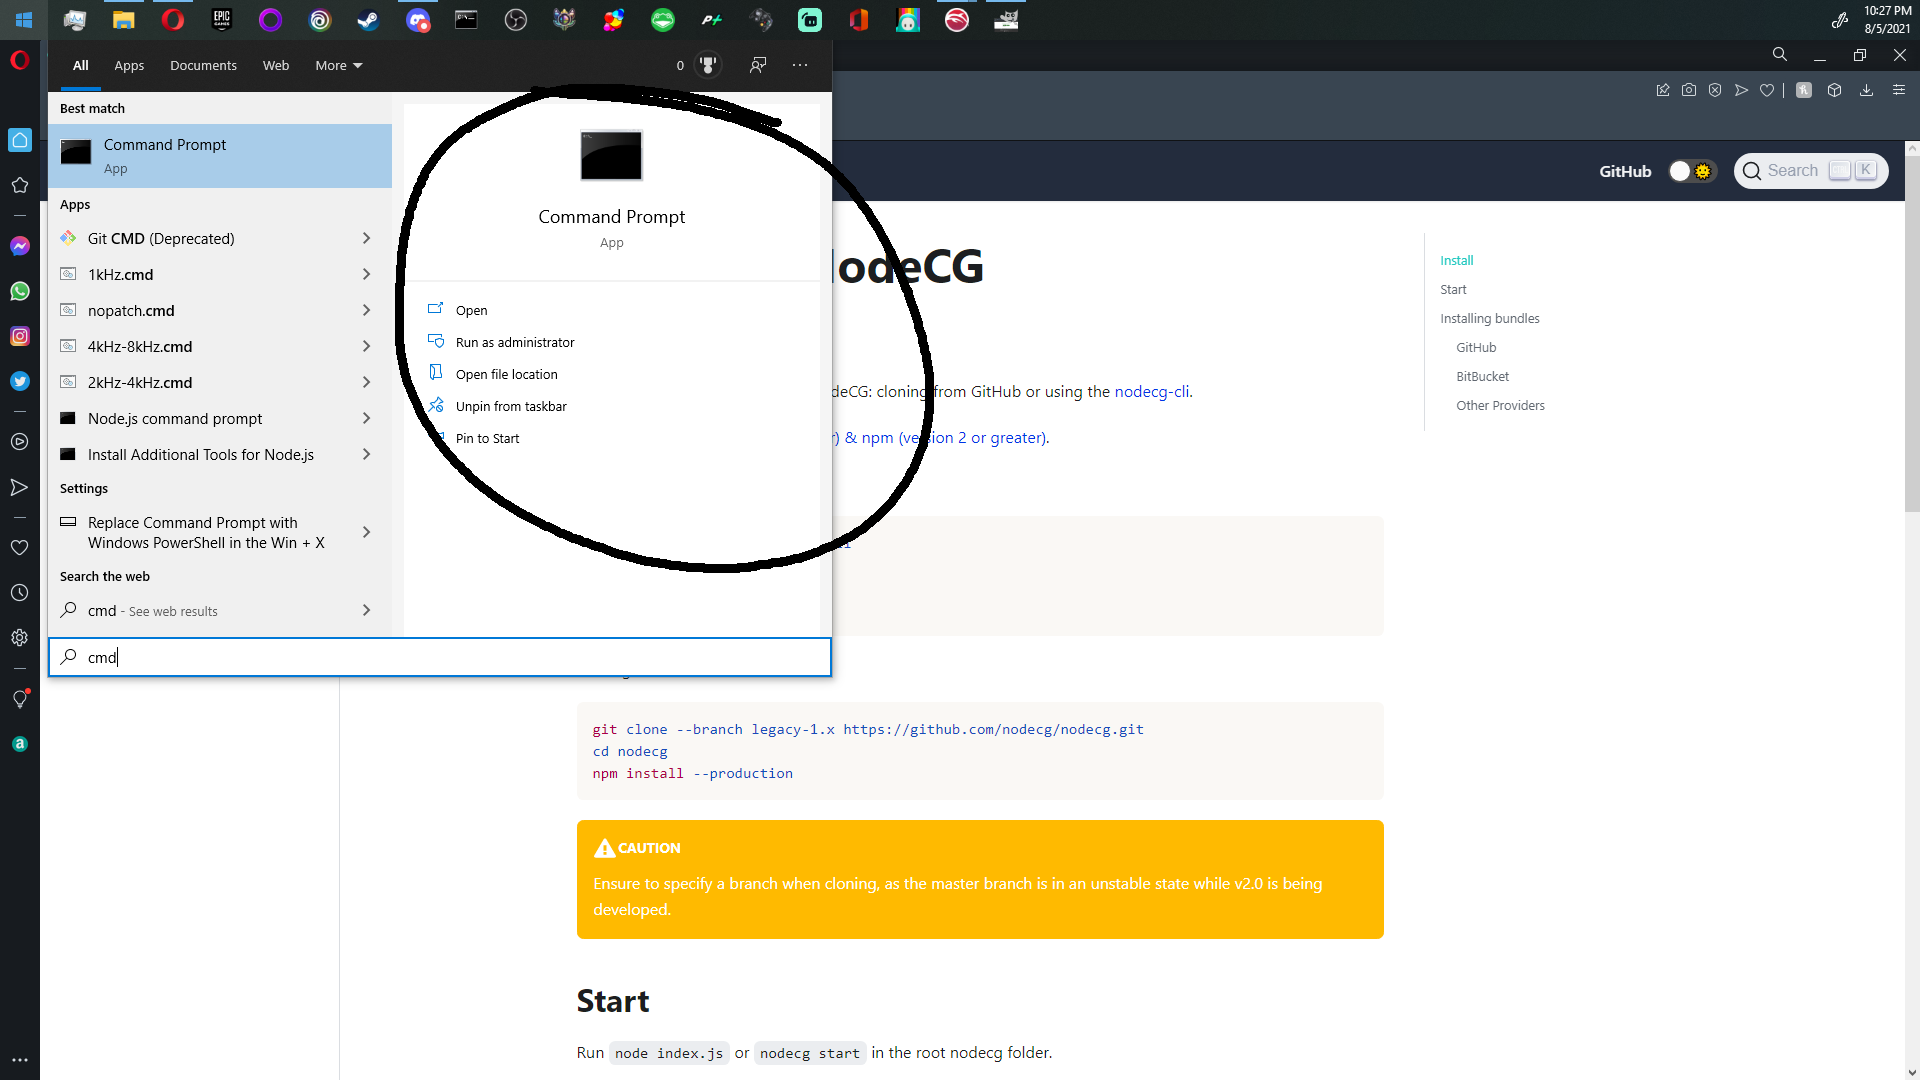 10:27 PM
8/5/2021
EPIC
GAMES
All
Apps
Documents
Web
More
0
Best match
Command Prompt
App
Apps
Git CMD (Deprecated)
1kHz.cmd
nopatch.cmd
4kHz-8kHz.cmd
2kHz-4kHz.cmd
Node.js command prompt
Install Additional Tools for Node.js
Settings
Replace Command Prompt with
Windows PowerShell in the Win + X
Search the web
cmd - See web results
cmd
Command Prompt
App
Open
Run as administrator
Open file location
Unpin from taskbar
Pin to Start
GitHub
Search
K
odeCG
deCG: cloning from GitHub or using the nodecg-cli.
r) & npm (version 2 or greater).
git clone --branch legacy-1.x https://github.com/nodecg/nodecg.git
cd nodecg
npm install --production
CAUTION
Ensure to specify a branch when cloning, as the master branch is in an unstable state while v2.0 is being
developed.
Start
Run node index.js or nodecg start in the root nodecg folder.
Install
Start
Installing bundles
GitHub
BitBucket
Other Providers